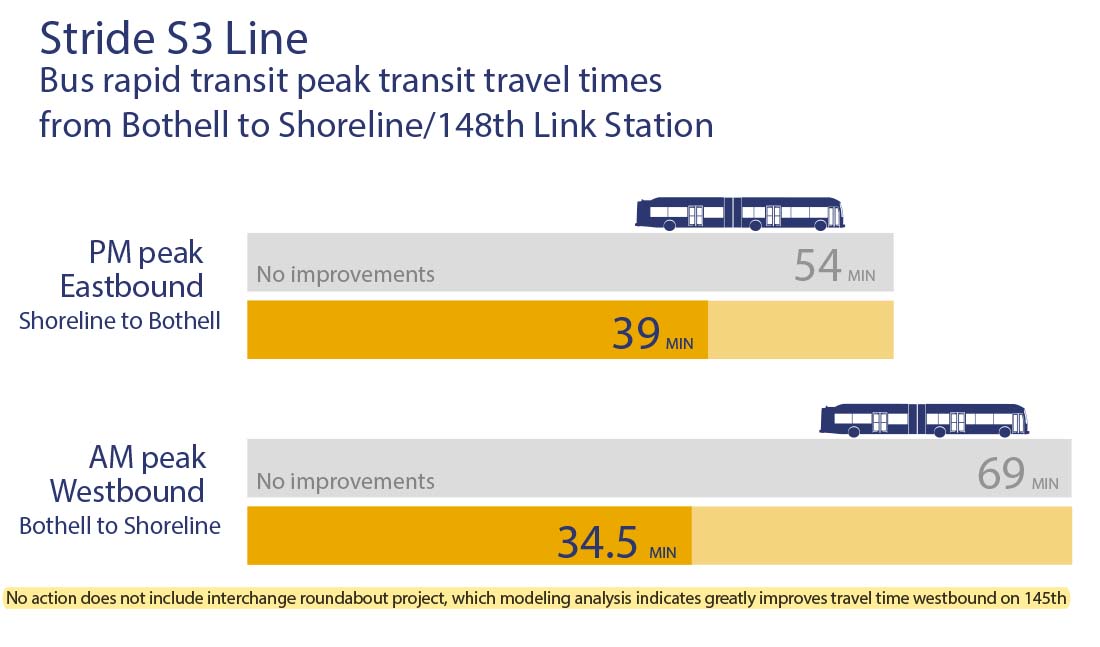 Stride S3 Line
Bus rapid transit peak transit travel times
from Bothell to Shoreline/148th Link Station
PM peak
Eastbound
Shoreline to Bothell
No improvements
54 MIN
39 MIN
AM peak
Westbound
Bothell to Shoreline
No improvements
69 MIN
34.5 MIN
No action does not include interchange roundabout project, which modeling analysis indicates greatly improves travel time westbound on 145th